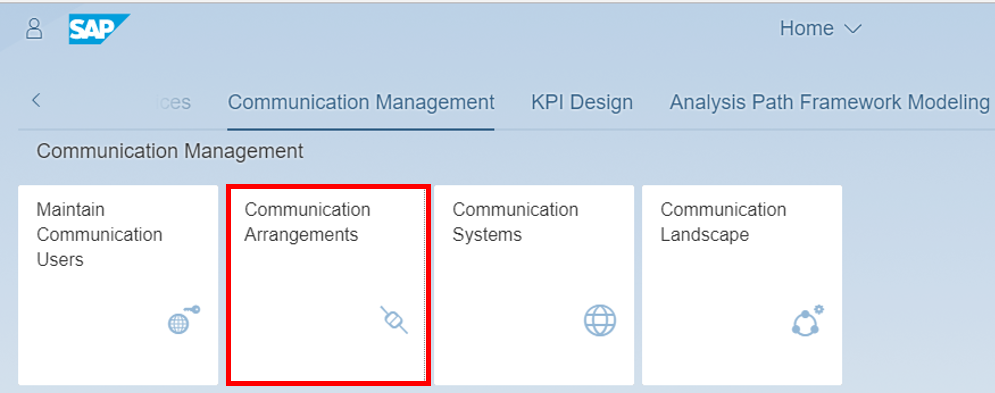 SAP
Home
ces Communication Management KPI Design Analysis Path Framework Modeling
Communication Management
Maintain
Communication
Users
Communication
Arrangements
Communication
Systems
Communication
Landscape